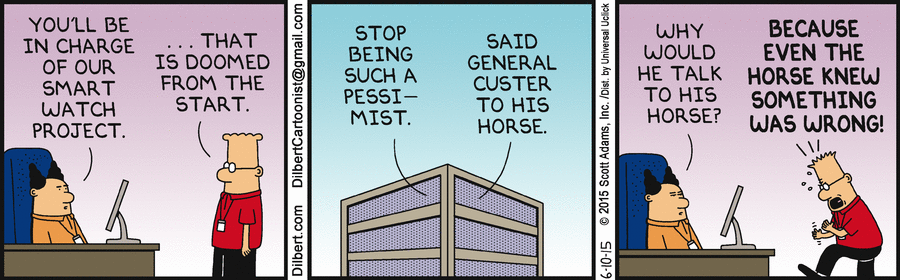 YOU'LL BE
IN CHARGE
OF OUR
SMART
WATCH
PROJECT.
. . . THAT
IS DOOMED
FROM THE
START.
Dilbert.com DilbertCartonist@gmail.com
STOP
BEING
SUCH A
PESSI-
MIST.
SAID
GENERAL
CUSTER
TO HIS
HORSE.
6-10-15 © 2015 Scott Adams, Inc. /Dist. by Universal Uclick
WHY
WOULD
HE TALK
TO HIS
HORSE?
BECAUSE
EVEN THE
HORSE KNEW
SOMETHING
WAS WRONG!